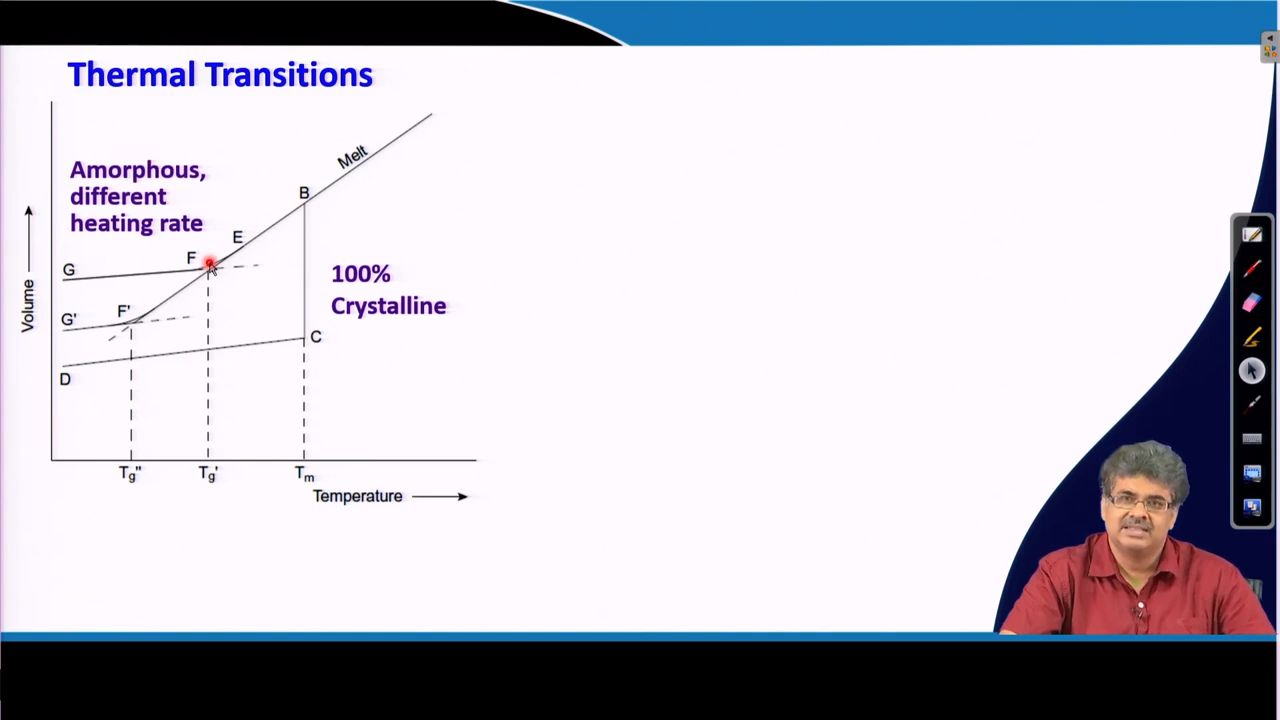 Thermal Transitions
Amorphous,
different
heating rate
Melt
B
E
F
G
100%
Crystalline
F'
G'
C
D
Volume
Tg''
Tg'
Tm
Temperature